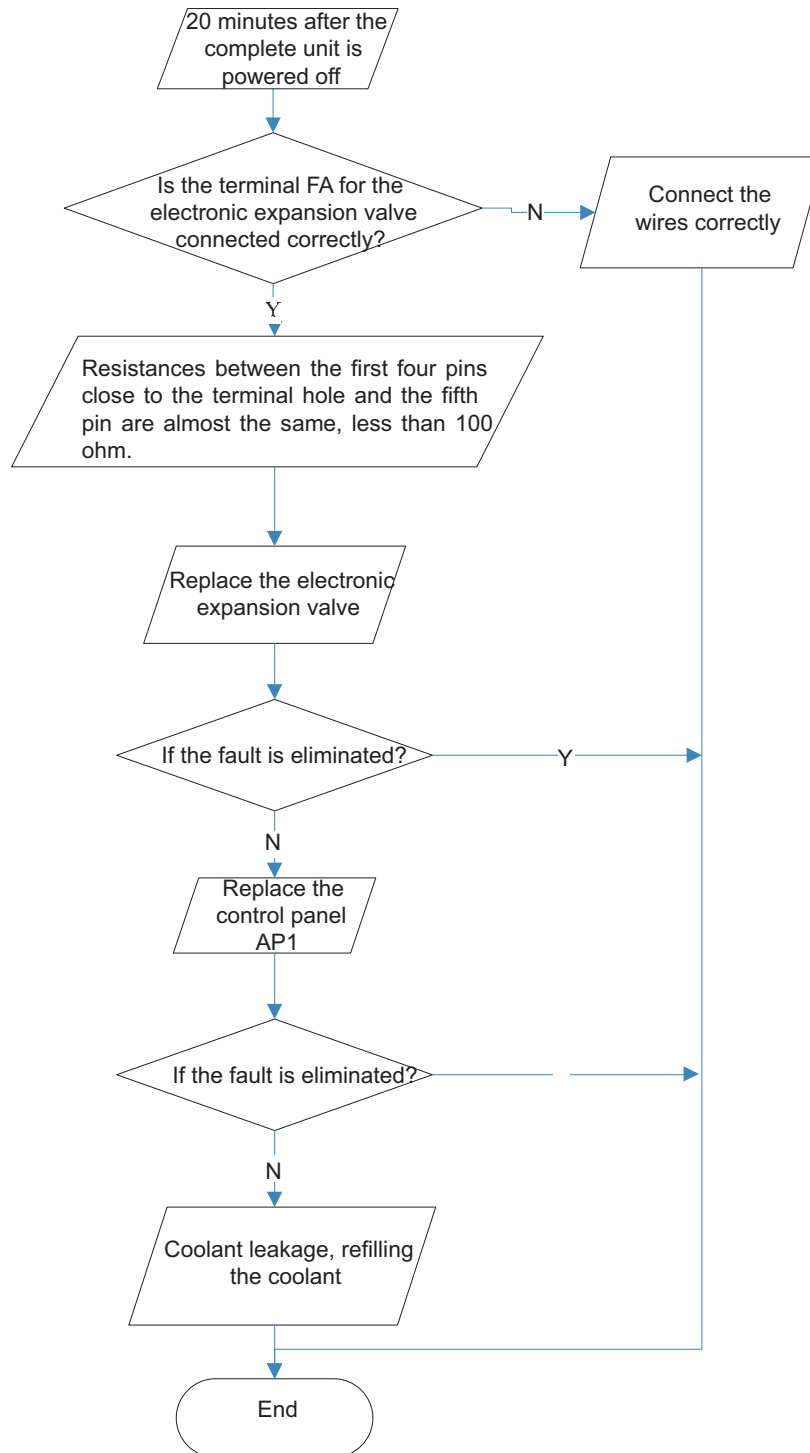 20 minutes after the
complete unit is
powered off
Is the terminal FA for the
electronic expansion valve
connected correctly?
N
Connect the
wires correctly
Y
Resistances between the first four pins
close to the terminal hole and the fifth
pin are almost the same, less than 100
ohm.
Replace the electronic
expansion valve
If the fault is eliminated?
Y
N
Replace the
control panel
AP1
If the fault is eliminated?
N
Coolant leakage, refilling
the coolant
End